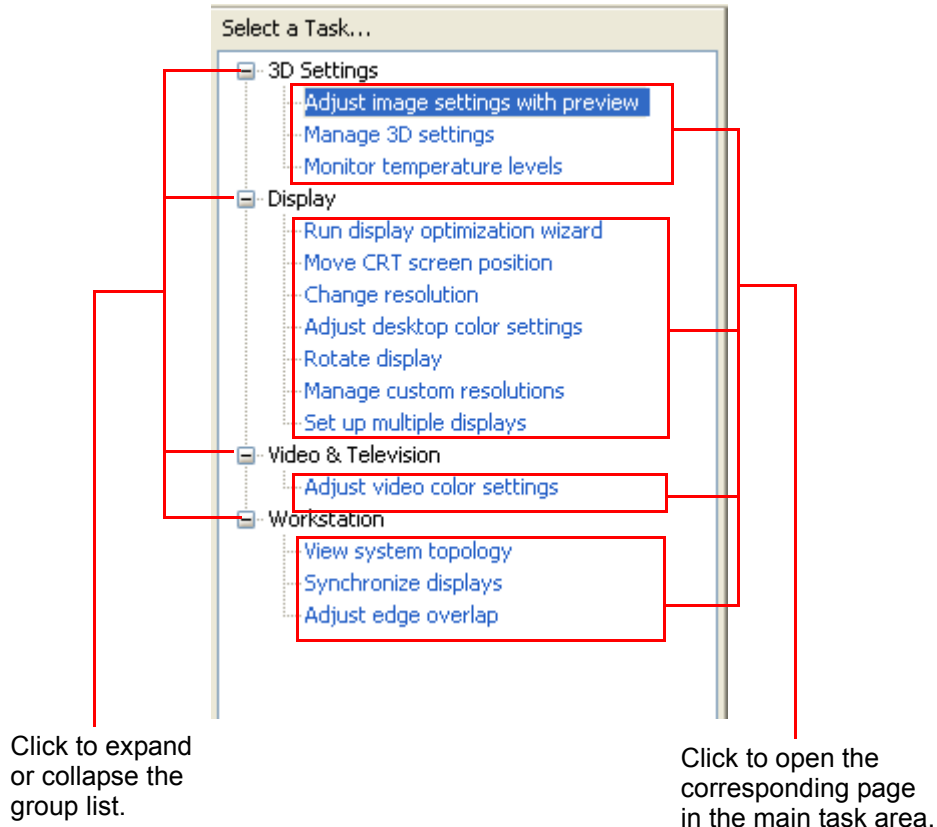 Select a Task...
3D Settings
Adjust image settings with preview
Manage 3D settings
Monitor temperature levels
Display
Run display optimization wizard
Move CRT screen position
Change resolution
Adjust desktop color settings
Rotate display
Manage custom resolutions
Set up multiple displays
Video & Television
Adjust video color settings
Workstation
View system topology
Synchronize displays
Adjust edge overlap
Click to expand
or collapse the
group list.
Click to open the
corresponding page
in the main task area.